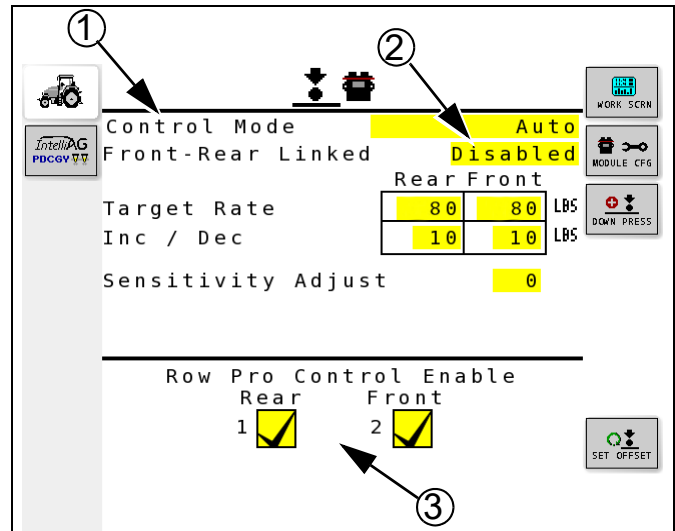 1
2
WORK SCRN
Control Mode Auto
IntelliAG
PDCGY
Front-Rear Linked Disabled
MODULE CFG
Rear Front
Target Rate 80 80 LBS
DOWN PRESS
Inc / Dec 10 10 LBS
Sensitivity Adjust 0
Row Pro Control Enable
Rear Front
1 2
SET OFFSET
3